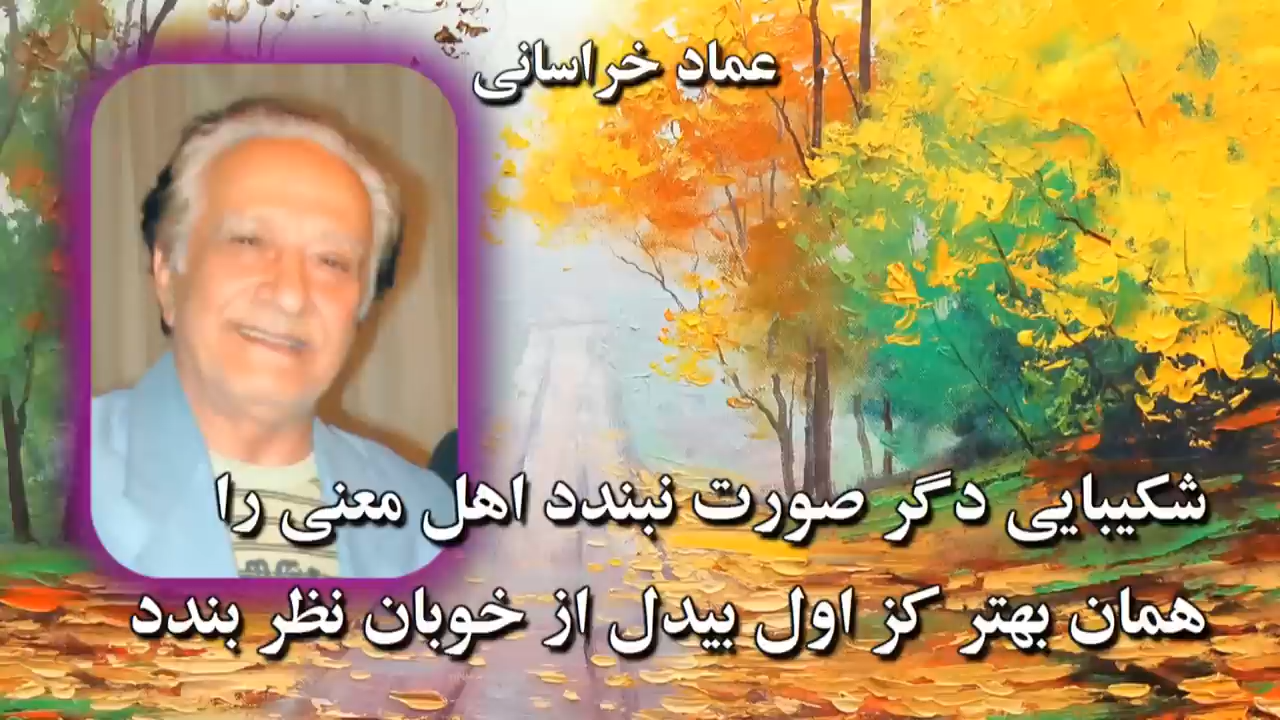 عماد خراسانی
شکیبایی دگر صورت نبندد اهل معنی را
همان بهتر کز اول بیدل از خوبان نظر بندد